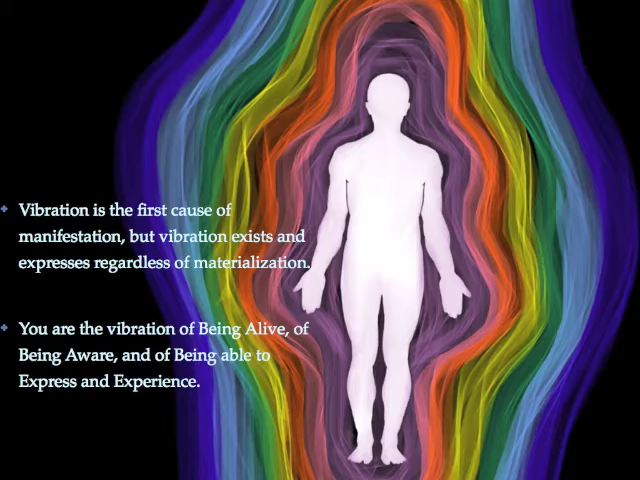 Vibration is the first cause of
manifestation, but vibration exists and
expresses regardless of materialization.
You are the vibration of Being Alive, of
Being Aware, and of Being able to
Express and Experience.